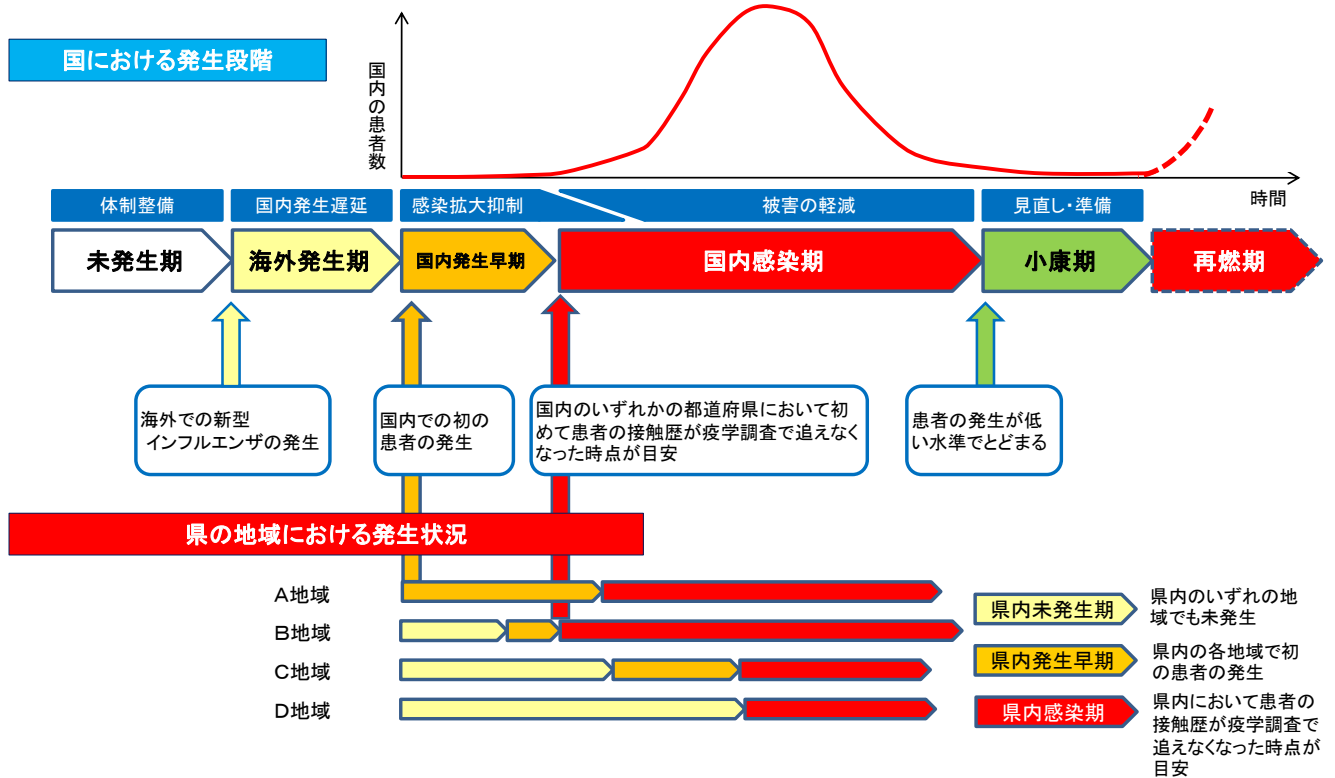 国における発生段階
国内の患者数
時間
体制整備
国内発生遅延
感染拡大抑制
被害の軽減
見直し・準備
未発生期
海外発生期
国内発生早期
国内感染期
小康期
再燃期
海外での新型
インフルエンザの発生
国内での初の
患者の発生
国内のいずれかの都道府県において初
めて患者の接触歴が疫学調査で追えなく
なった時点が目安
患者の発生が低
い水準でとどまる
県の地域における発生状況
A地域
B地域
C地域
D地域
県内未発生期
県内のいずれの地
域でも未発生
県内発生早期
県内の各地域で初
の患者の発生
県内感染期
県内において患者の
接触歴が疫学調査で
追えなくなった時点が
目安